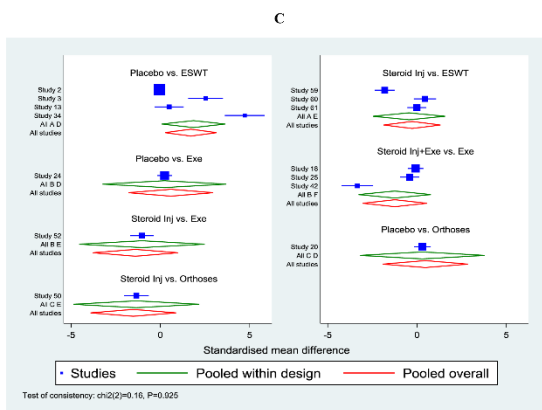 C
Placebo vs. ESWT
Study 2
Study 3
Study 13
Study 34
All A D
All studies
Placebo vs. Exe
Study 24
All B D
All studies
Steroid Inj vs. Exe
Study 52
All B E
All studies
Steroid Inj vs. Orthoses
Study 50
All C E
All studies
-5 0 5
Steroid Inj vs. ESWT
Study 59
Study 60
Study 61
All A E
All studies
Steroid Inj+Exe vs. Exe
Study 18
Study 25
Study 42
All B F
All studies
Placebo vs. Orthoses
Study 20
All C D
All studies
-5 0 5
Standardised mean difference
Studies Pooled within design Pooled overall
Test of consistency: chi2(2)=0.16, P=0.925